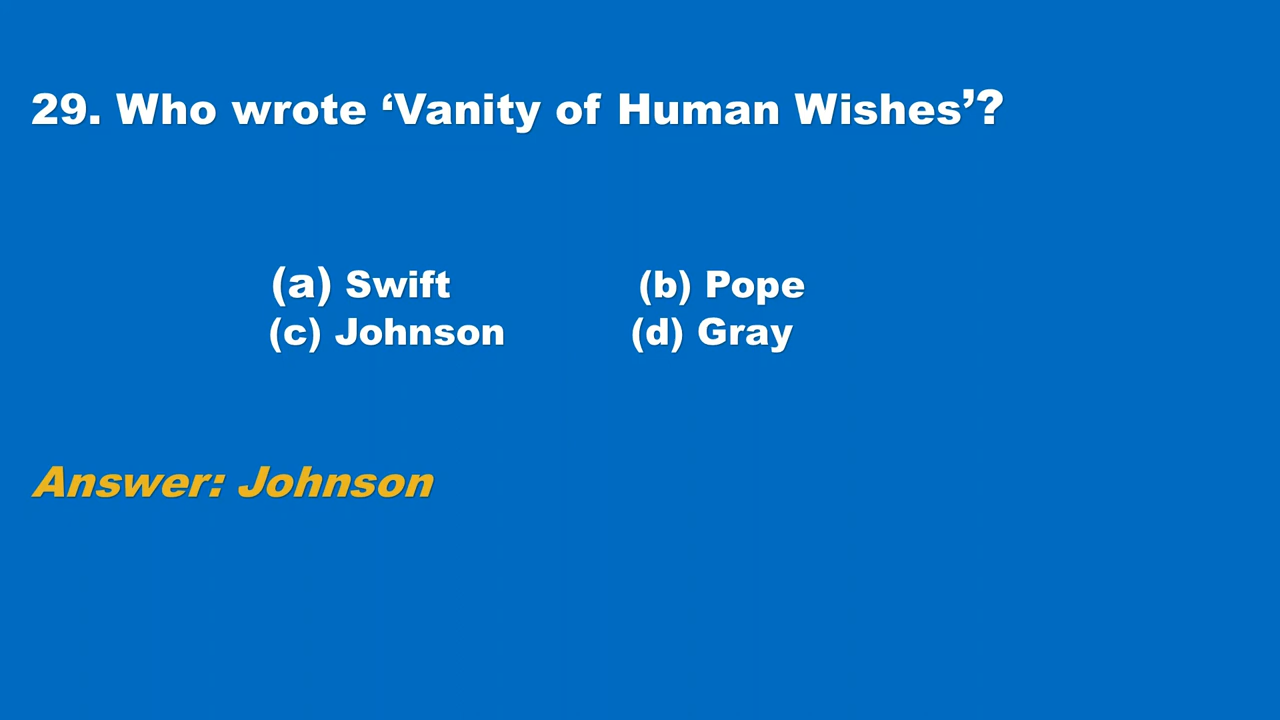 29. Who wrote ‘Vanity of Human Wishes’?
(a) Swift (b) Pope
(c) Johnson (d) Gray
Answer: Johnson